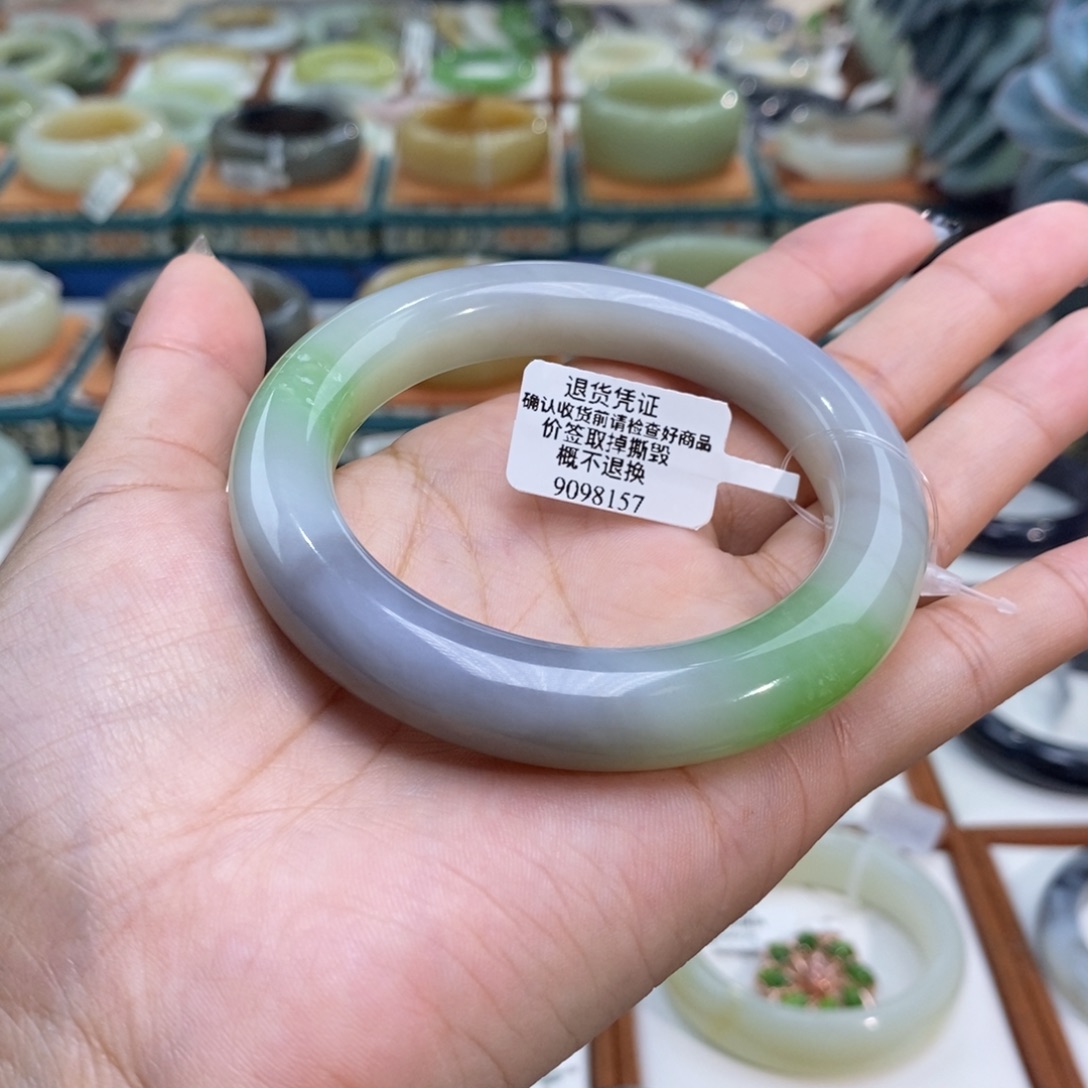 退货凭证
确认收货前请检查好商品
价签取掉撕毁
概不退换
9098157